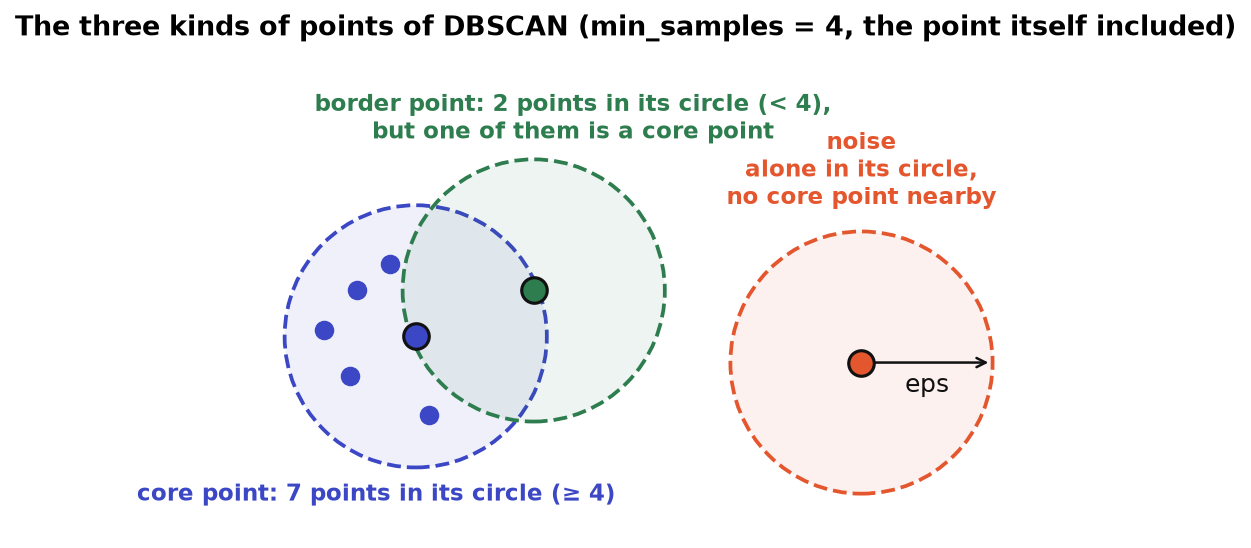 The three kinds of points of DBSCAN (min_samples = 4, the point itself included)
border point: 2 points in its circle (< 4),
but one of them is a core point
noise
alone in its circle,
no core point nearby
eps
core point: 7 points in its circle (≥ 4)